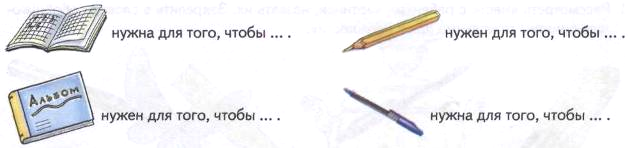 нужна для того, чтобы ... .
нужен для того, чтобы ... .
Альбом
нужен для того, чтобы ... .
нужна для того, чтобы ... .